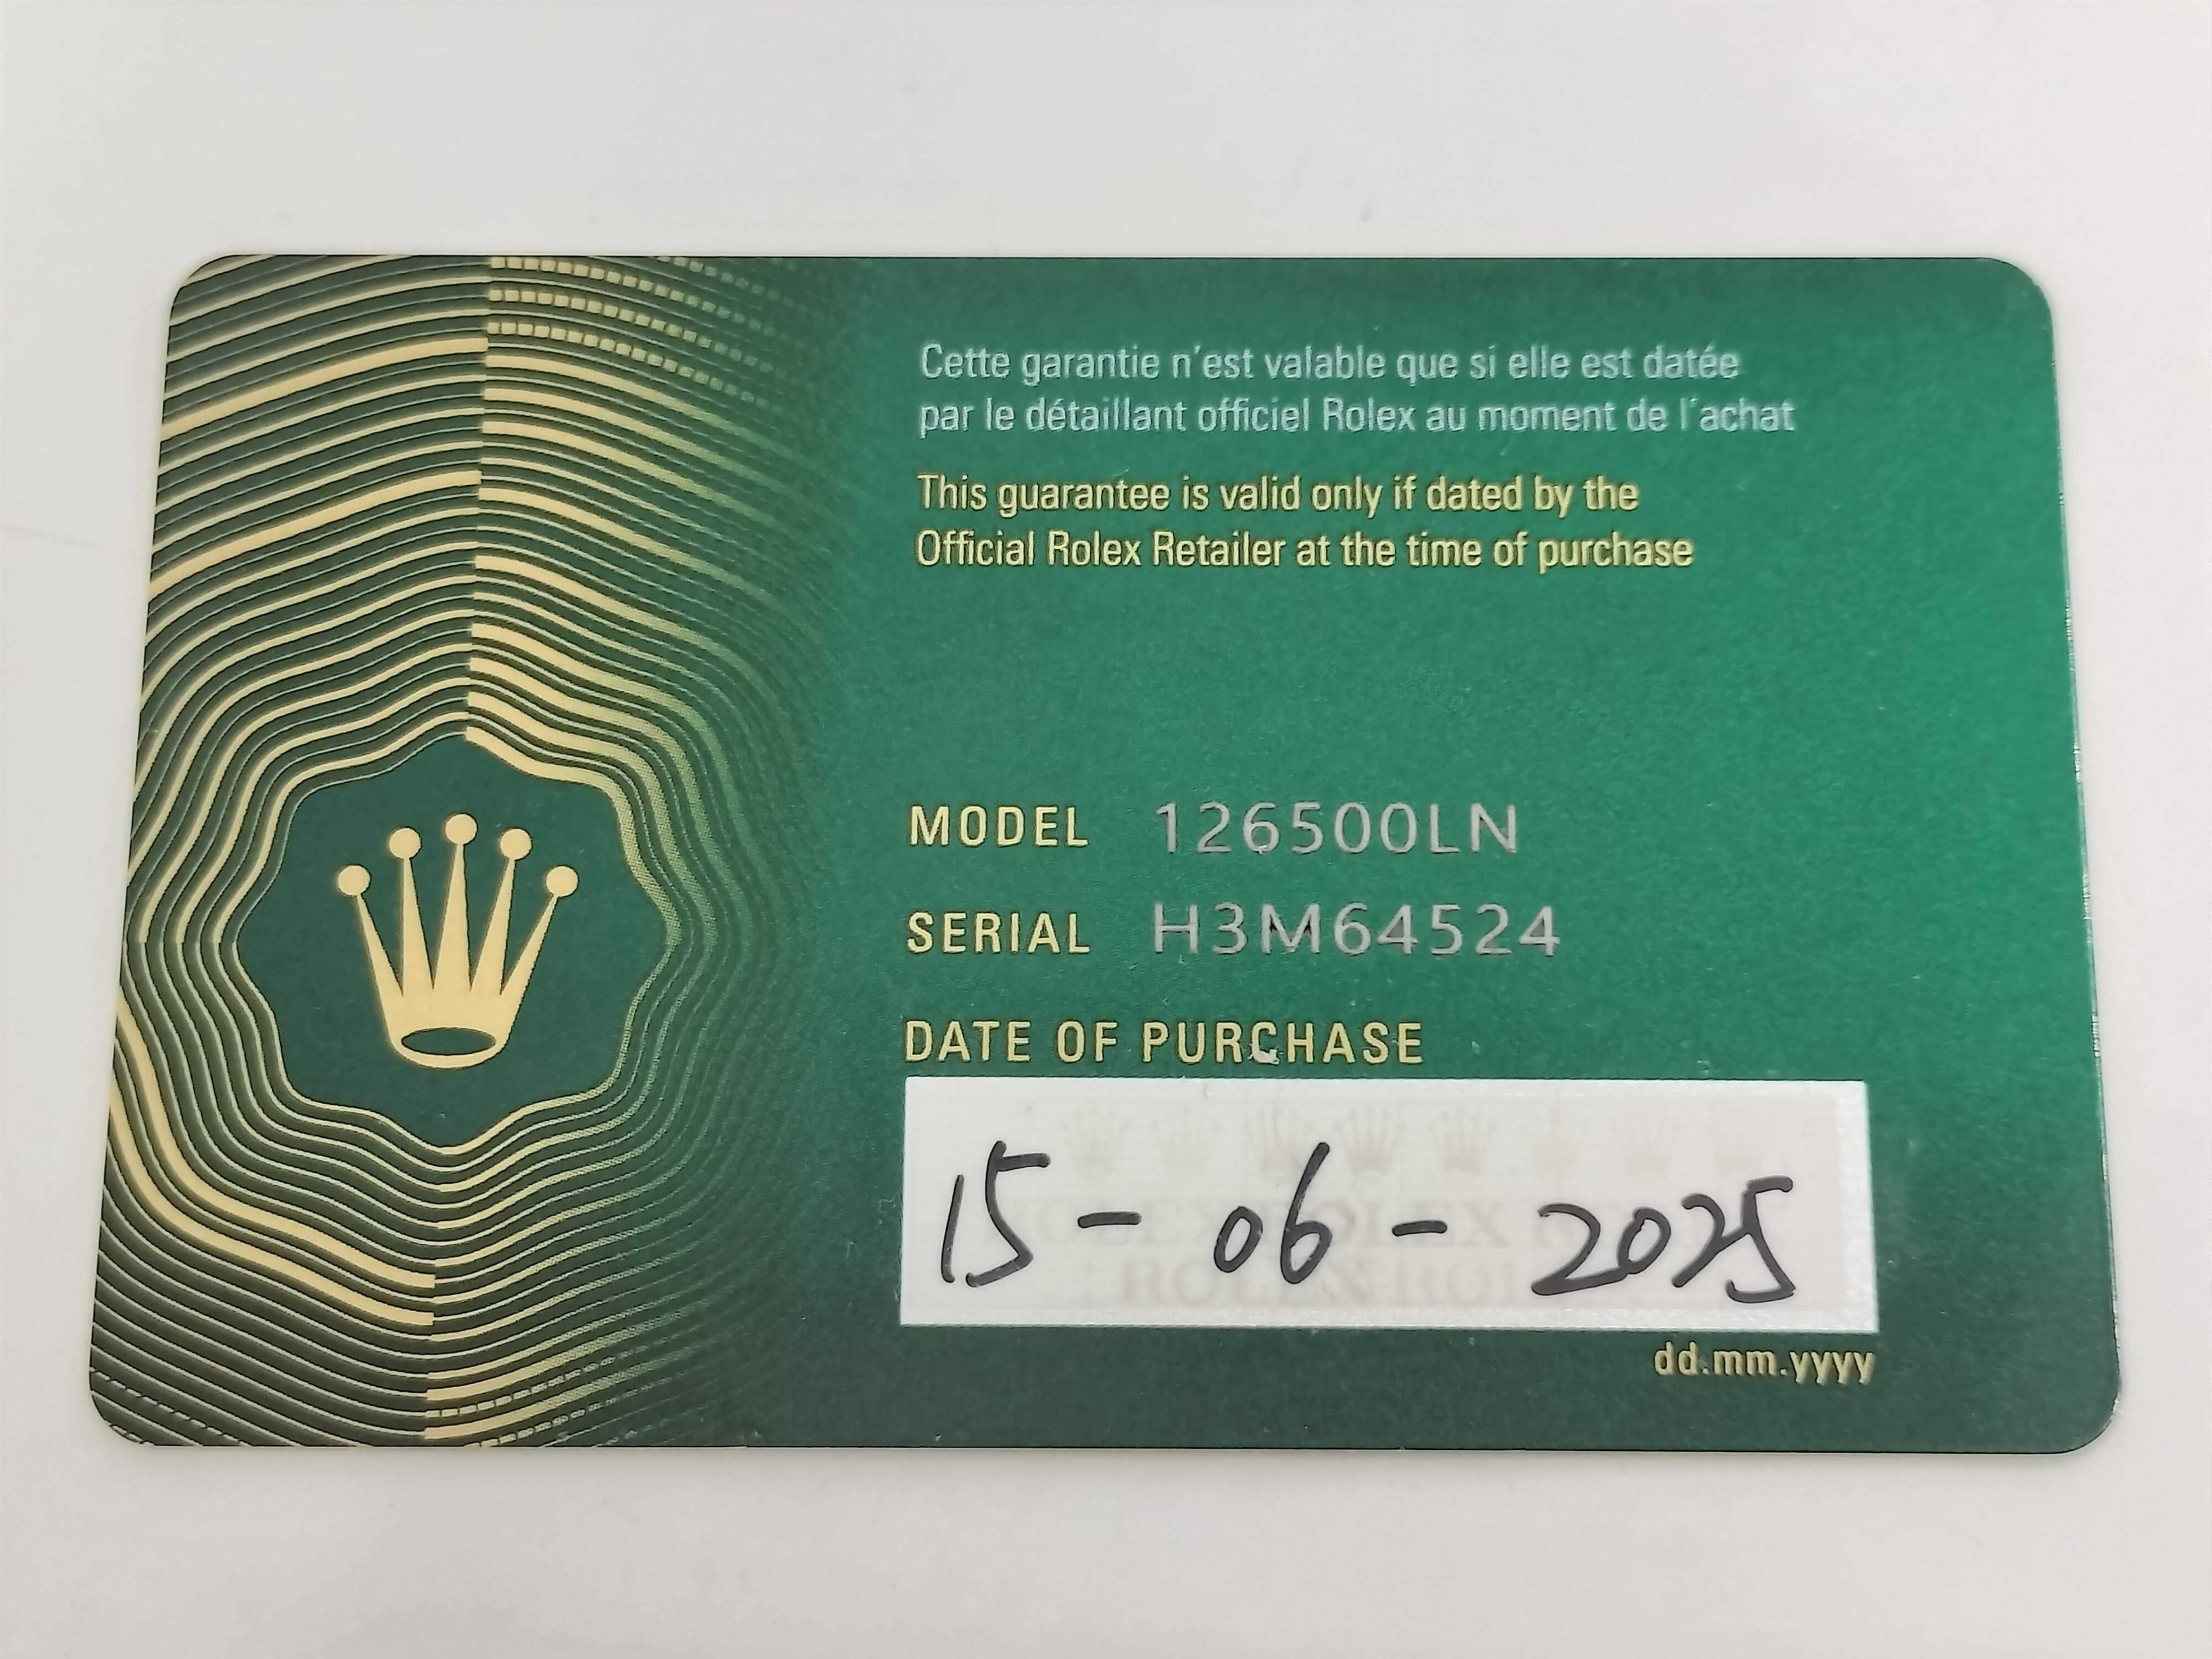 Cette garantie n'est valable que si elle est datée
par le détaillant officiel Rolex au moment de l'achat
This guarantee is valid only if dated by the
Official Rolex Retailer at the time of purchase
MODEL 126500LN
SERIAL H3M64524
DATE OF PURCHASE
15-06-2025
ROLEX
dd.mm.yyyy